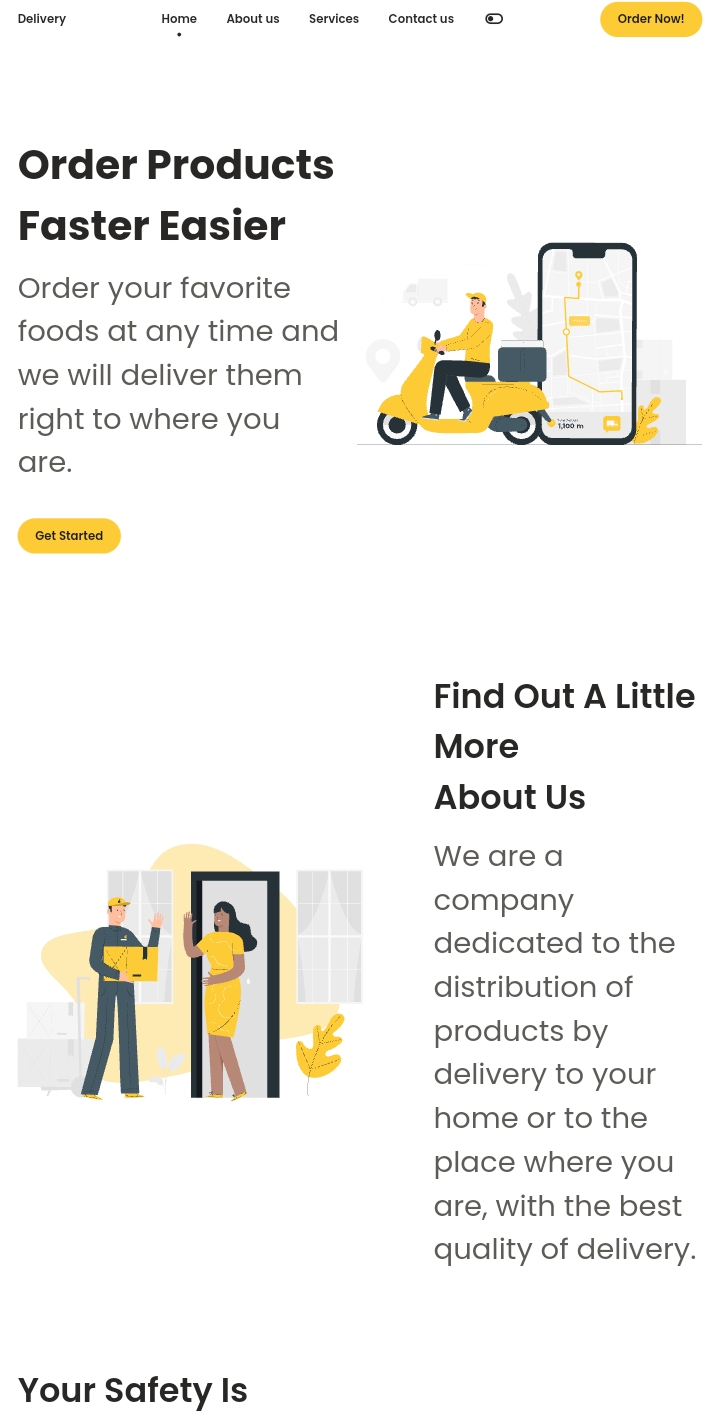 Delivery
Home
About us
Services
Contact us
Order Now!
Order Products
Faster Easier
Order your favorite
foods at any time and
we will deliver them
right to where you
are.
1,100 m
Get Started
Find Out A Little
More
About Us
We are a
company
dedicated to the
distribution of
products by
delivery to your
home or to the
place where you
are, with the best
quality of delivery.
Your Safety Is